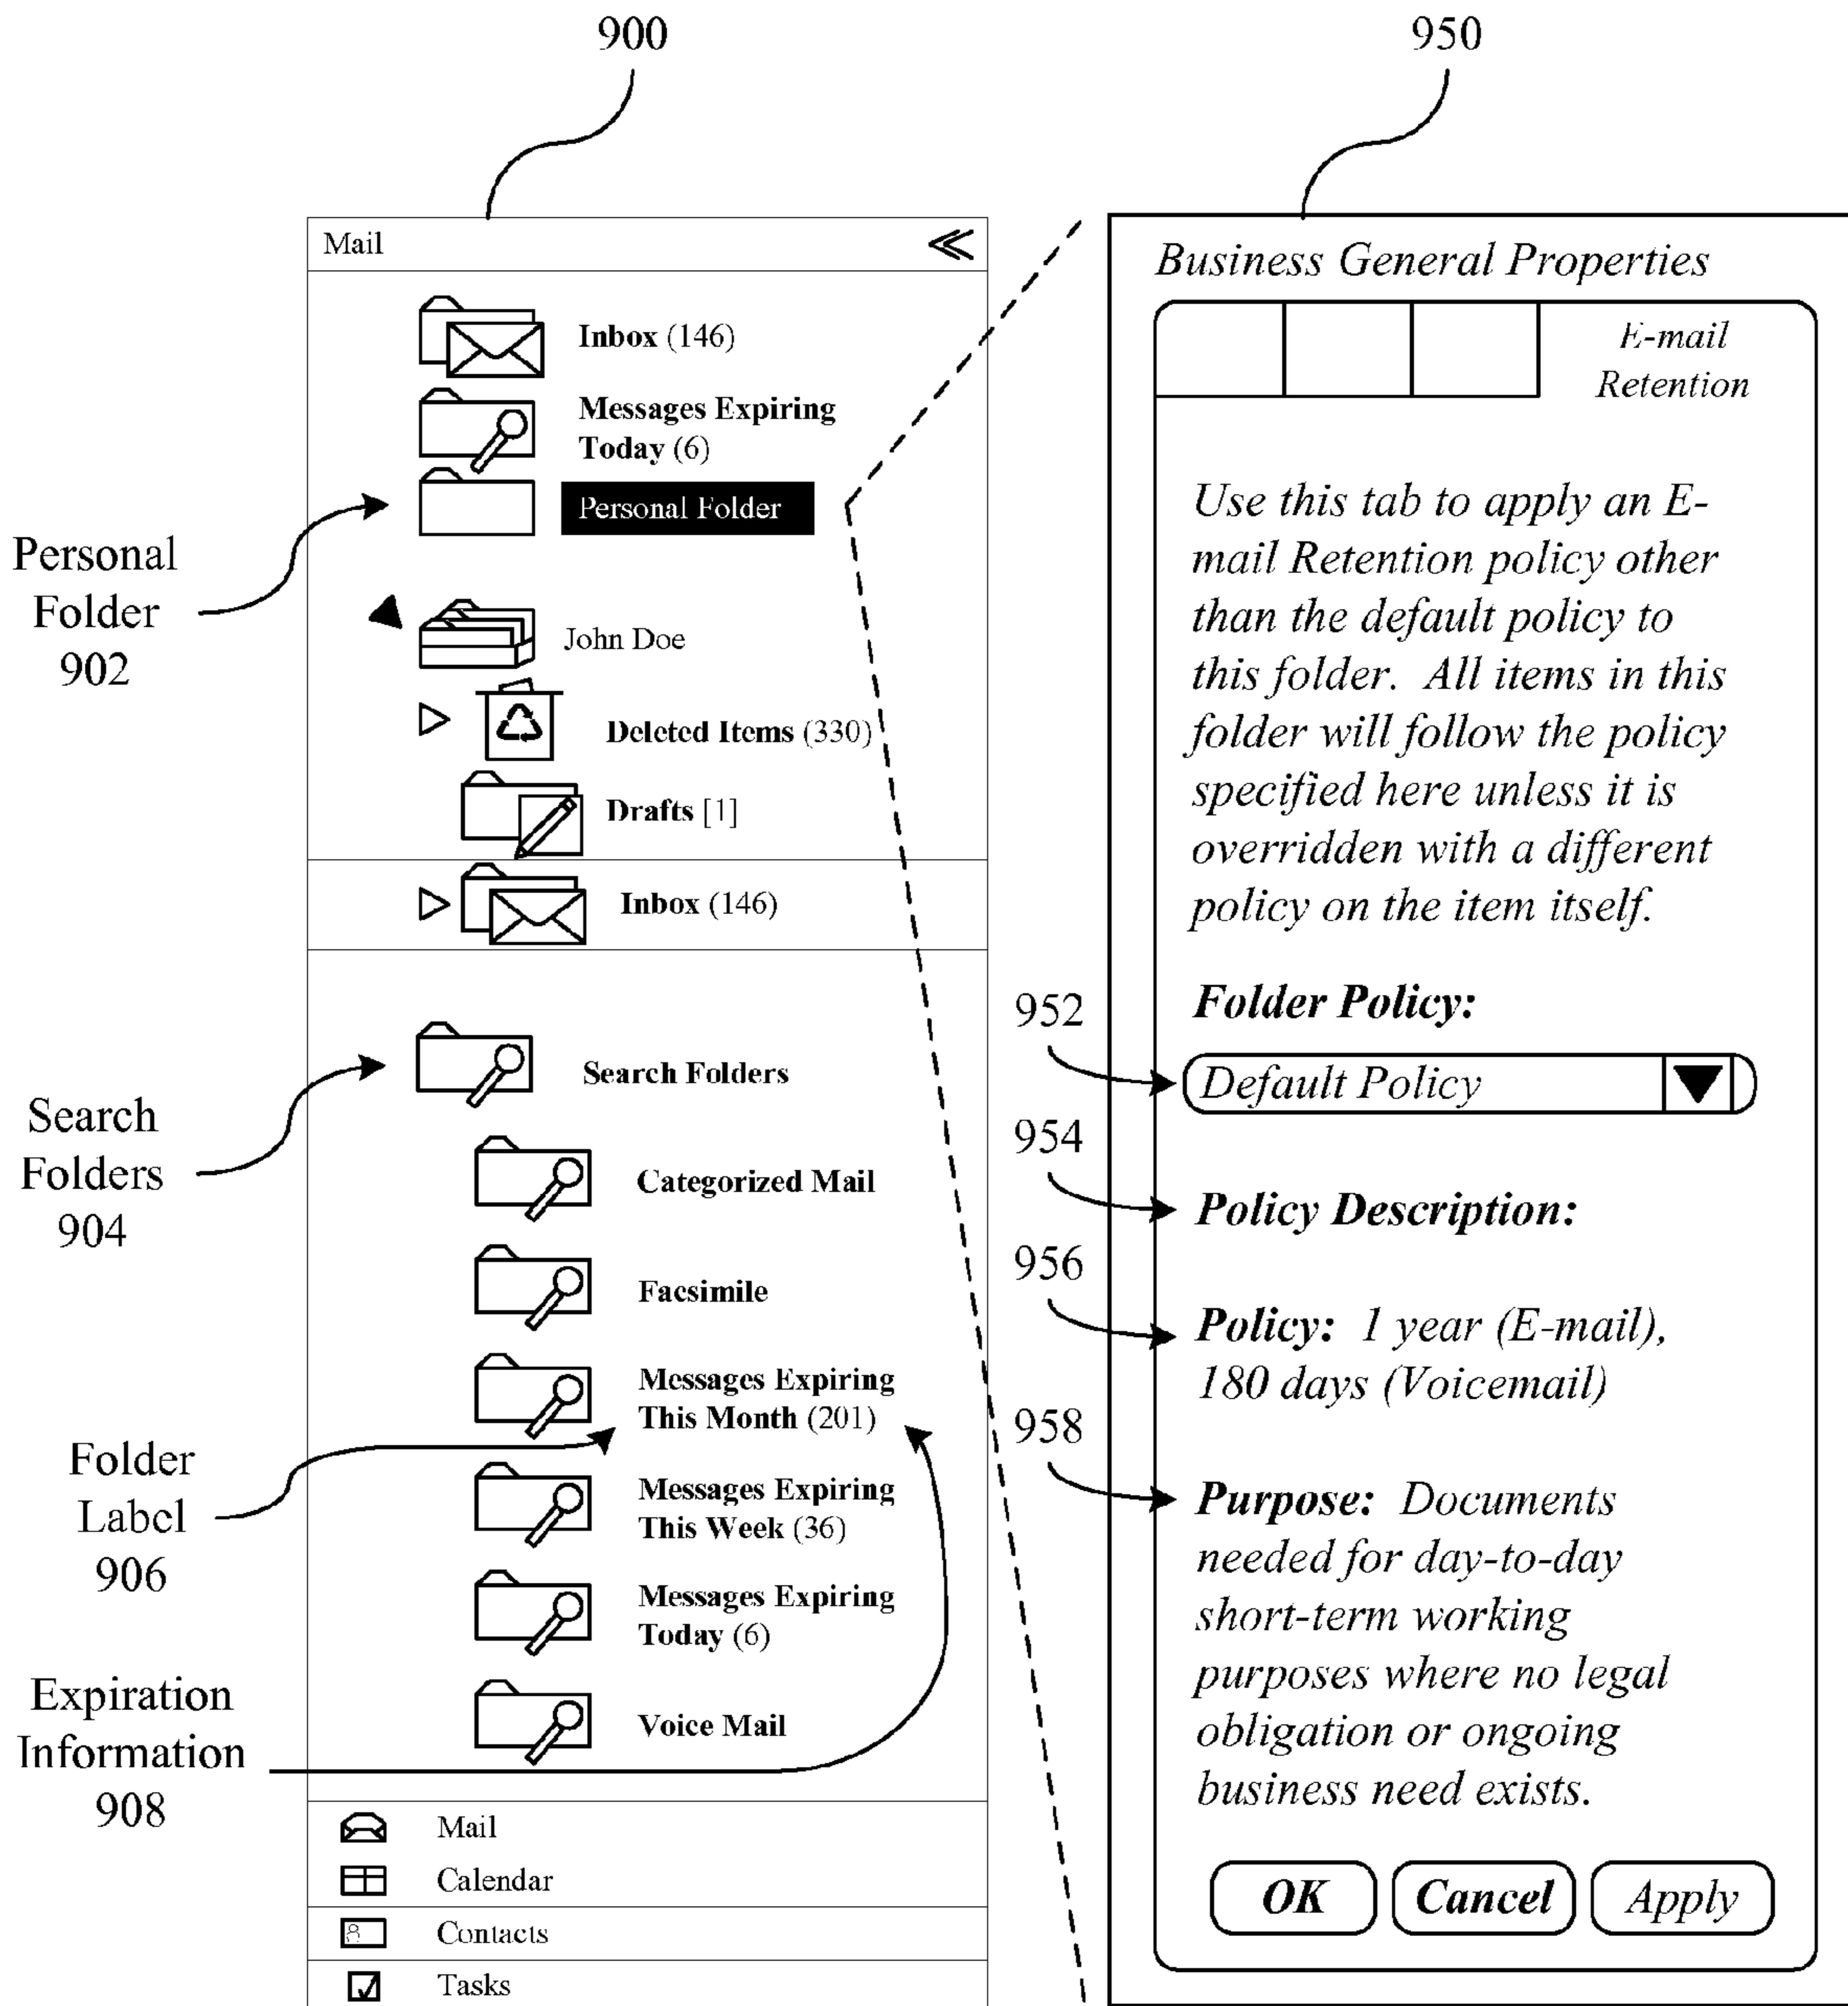 900
950
Mail
Inbox (146)
Messages Expiring
Today (6)
Personal Folder
Personal
Folder
902
John Doe
Deleted Items (330)
Drafts [1]
Inbox (146)
Search Folders
Search
Folders
904
Categorized Mail
Facsimile
Messages Expiring
This Month (201)
Folder
Label
906
Messages Expiring
This Week (36)
Messages Expiring
Today (6)
Expiration
Information
908
Voice Mail
Mail
Calendar
Contacts
Tasks
Business General Properties
E-mail
Retention
Use this tab to apply an E-
mail Retention policy other
than the default policy to
this folder. All items in this
folder will follow the policy
specified here unless it is
overridden with a different
policy on the item itself.
Folder Policy:
952
Default Policy
954
Policy Description:
956
Policy: 1 year (E-mail),
180 days (Voicemail)
958
Purpose: Documents
needed for day-to-day
short-term working
purposes where no legal
obligation or ongoing
business need exists.
OK
Cancel
Apply